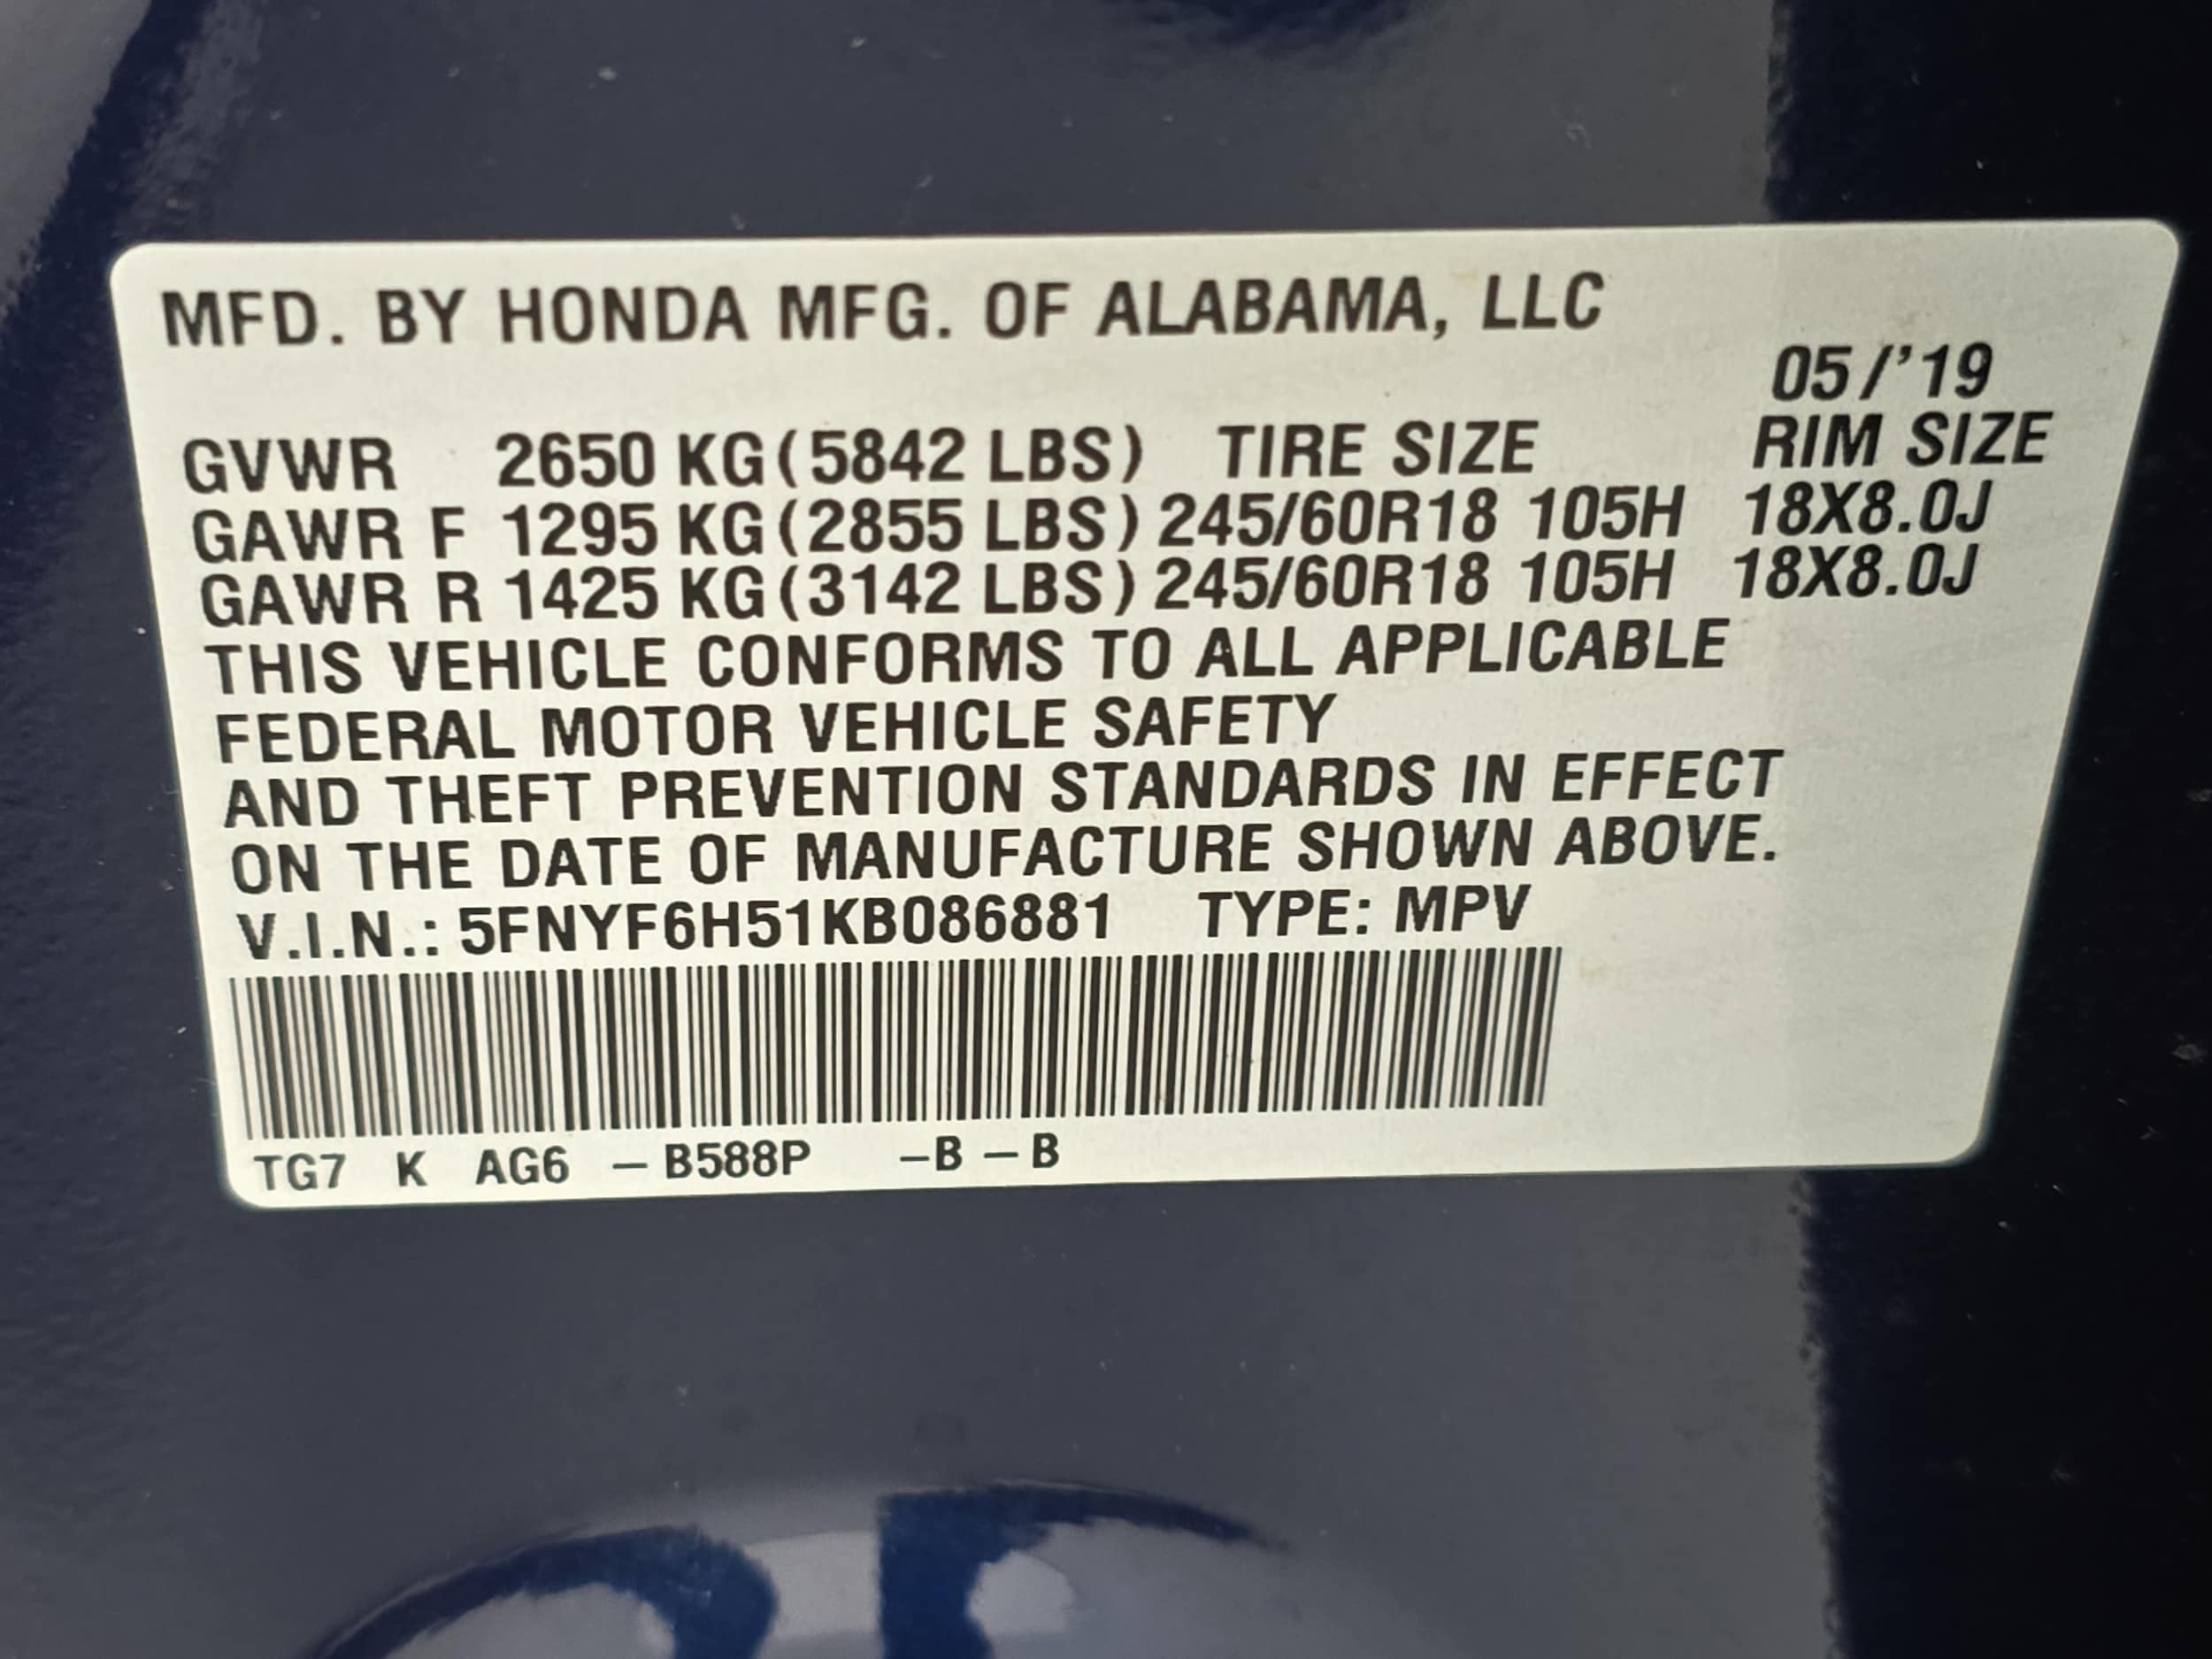 MFD. BY HONDA MFG. OF ALABAMA, LLC
05/'19
GVWR 2650 KG(5842 LBS) TIRE SIZE RIM SIZE
GAWR F 1295 KG(2855 LBS) 245/60R18 105H 18X8.0J
GAWR R 1425 KG(3142 LBS) 245/60R18 105H 18X8.0J
THIS VEHICLE CONFORMS TO ALL APPLICABLE
FEDERAL MOTOR VEHICLE SAFETY
AND THEFT PREVENTION STANDARDS IN EFFECT
ON THE DATE OF MANUFACTURE SHOWN ABOVE.
V.I.N.: 5FNYF6H51KB086881 TYPE: MPV
TG7 K AG6 – B588P –B – B